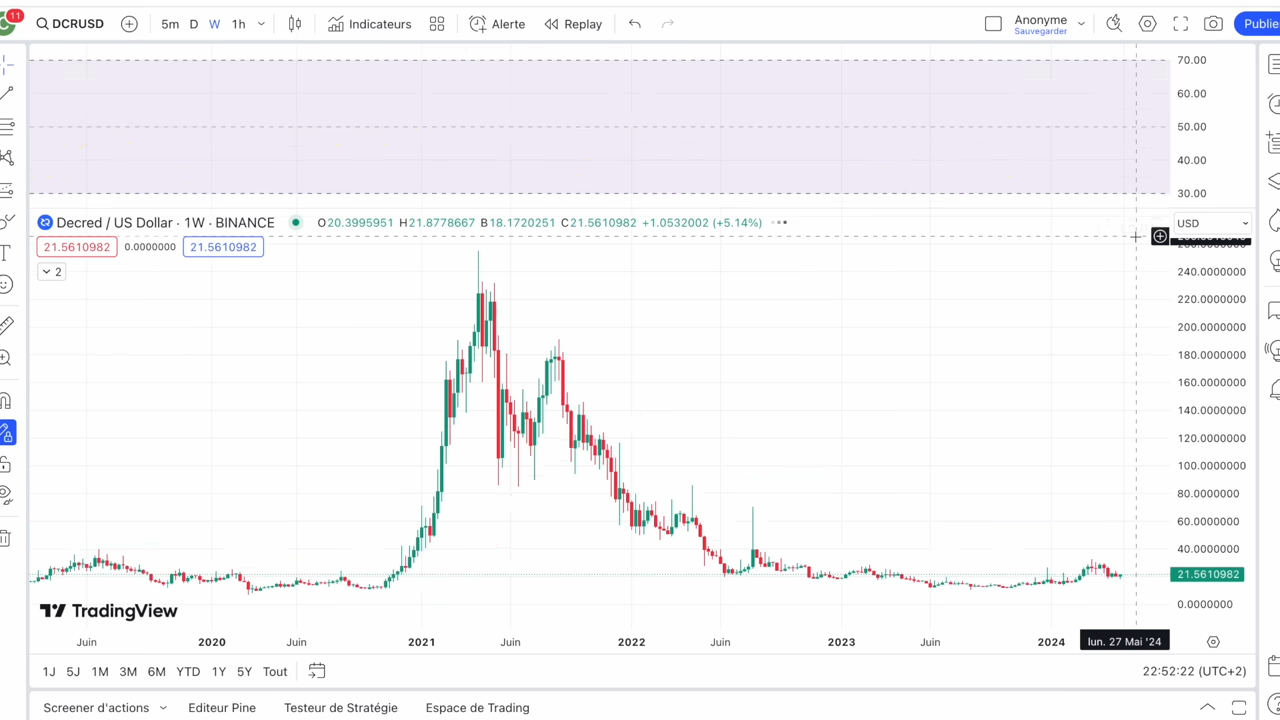 11 DCRUSD 5m D W 1h Indicateurs Alerte Replay Anonyme Publie
Sauvegarder
70.00
60.00
50.00
40.00
30.00
Decred / US Dollar · 1W · BINANCE O20.3995951 H21.8778667 B18.1720251 C21.5610982 +1.0532002 (+5.14%) USD
21.5610982 0.0000000 21.5610982
2
240.0000000
220.0000000
200.0000000
180.0000000
160.0000000
140.0000000
120.0000000
100.0000000
80.0000000
60.0000000
40.0000000
21.5610982
0.0000000
TradingView
Juin 2020 Juin 2021 Juin 2022 Juin 2023 Juin 2024 lun. 27 Mai '24
1J 5J 1M 3M 6M YTD 1Y 5Y Tout 22:52:22 (UTC+2)
Screener d'actions Editeur Pine Testeur de Stratégie Espace de Trading